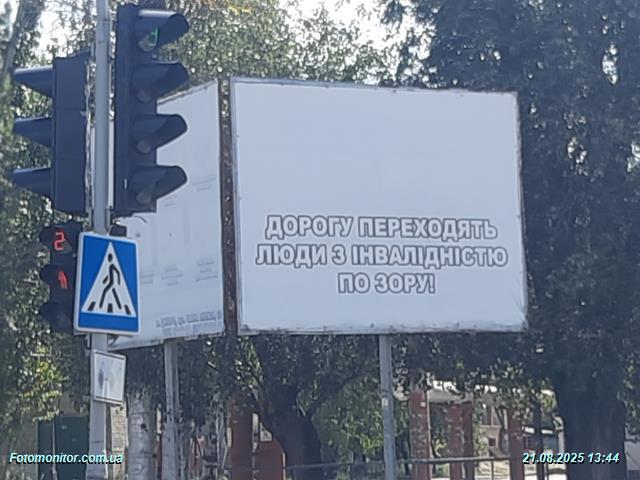 ДОРОГУ ПЕРЕХОДЯТЬ
ЛЮДИ З ІНВАЛІДНІСТЮ
ПО ЗОРУ!
Fotomonitor.com.ua
21.08.2025 13:44